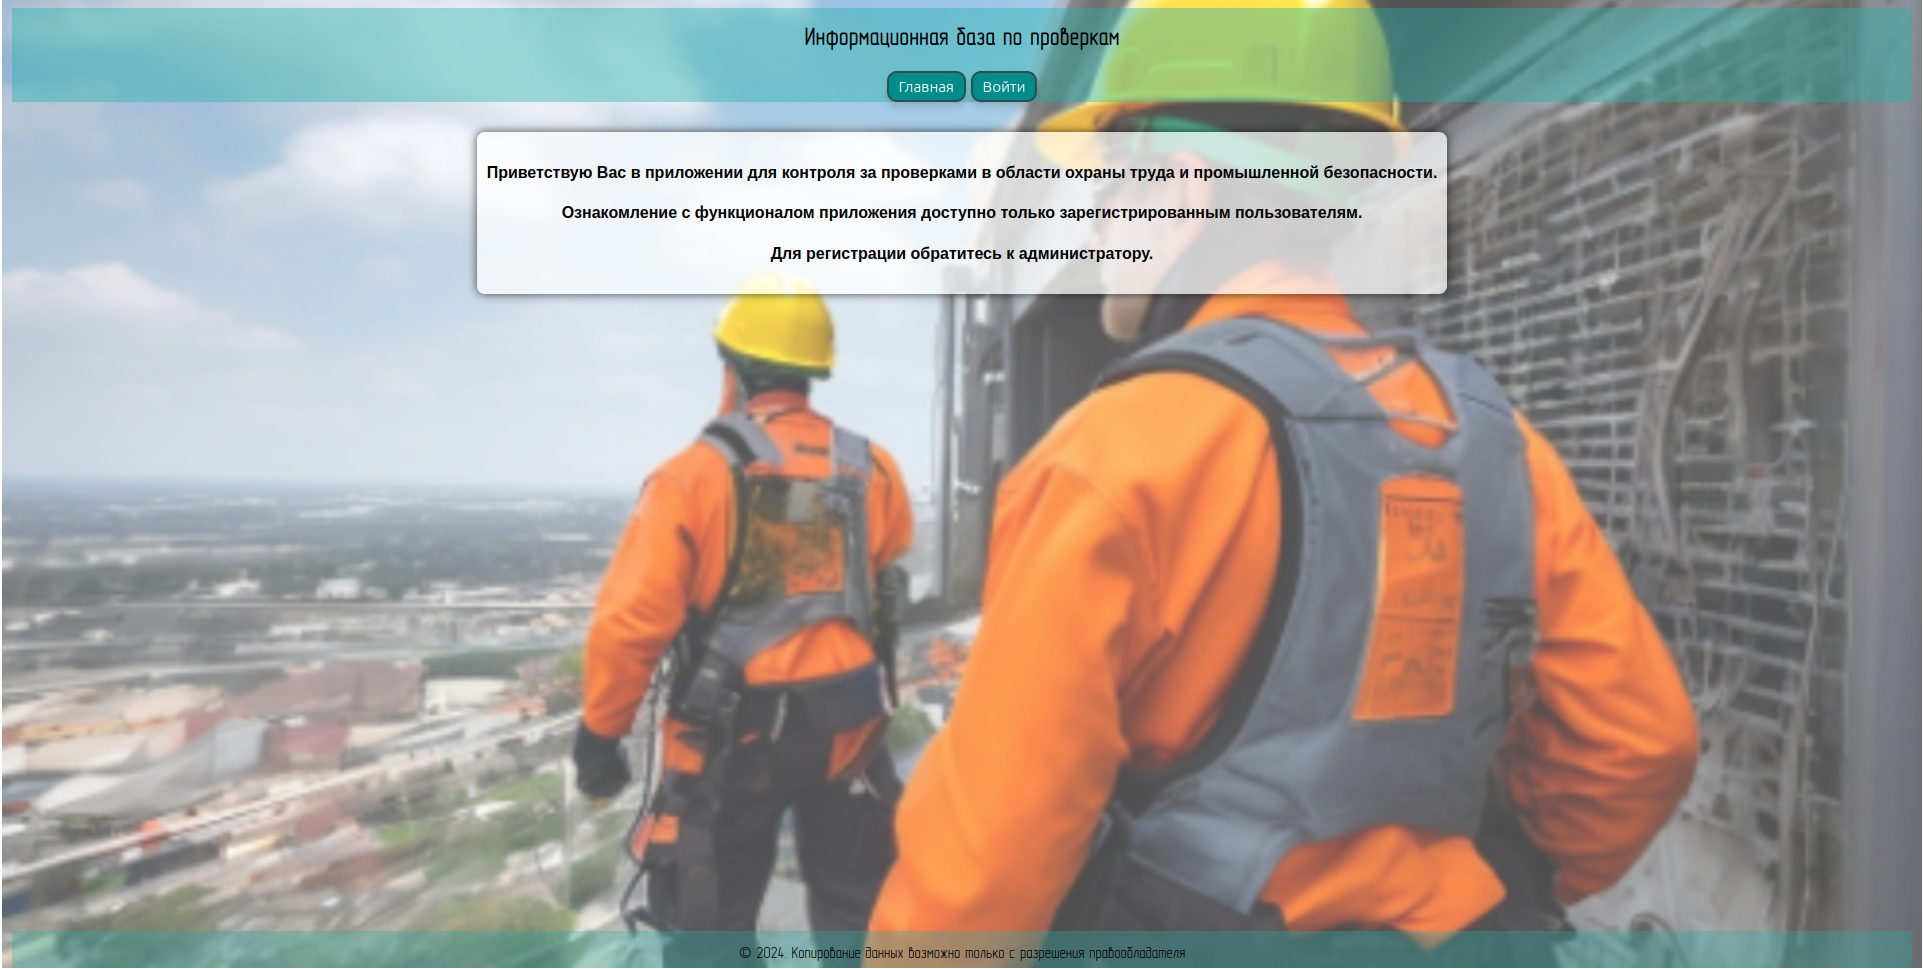 Информационная база по проверкам
Главная Войти
Приветствую Вас в приложении для контроля за проверками в области охраны труда и промышленной безопасности.
Ознакомление с функционалом приложения доступно только зарегистрированным пользователям.
Для регистрации обратитесь к администратору.
© 2024. Копирование данных возможно только с разрешения правообладателя